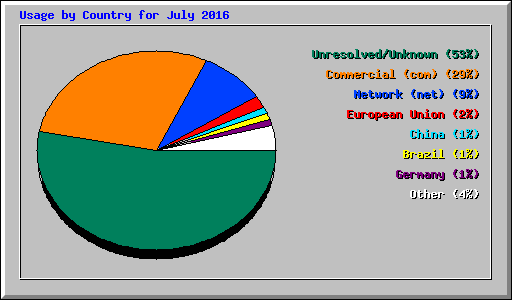 Usage by Country for July 2016
Unresolved/Unknown (53%)
Commercial (com) (29%)
Network (net) (9%)
European Union (2%)
China (1%)
Brazil (1%)
Germany (1%)
Other (4%)